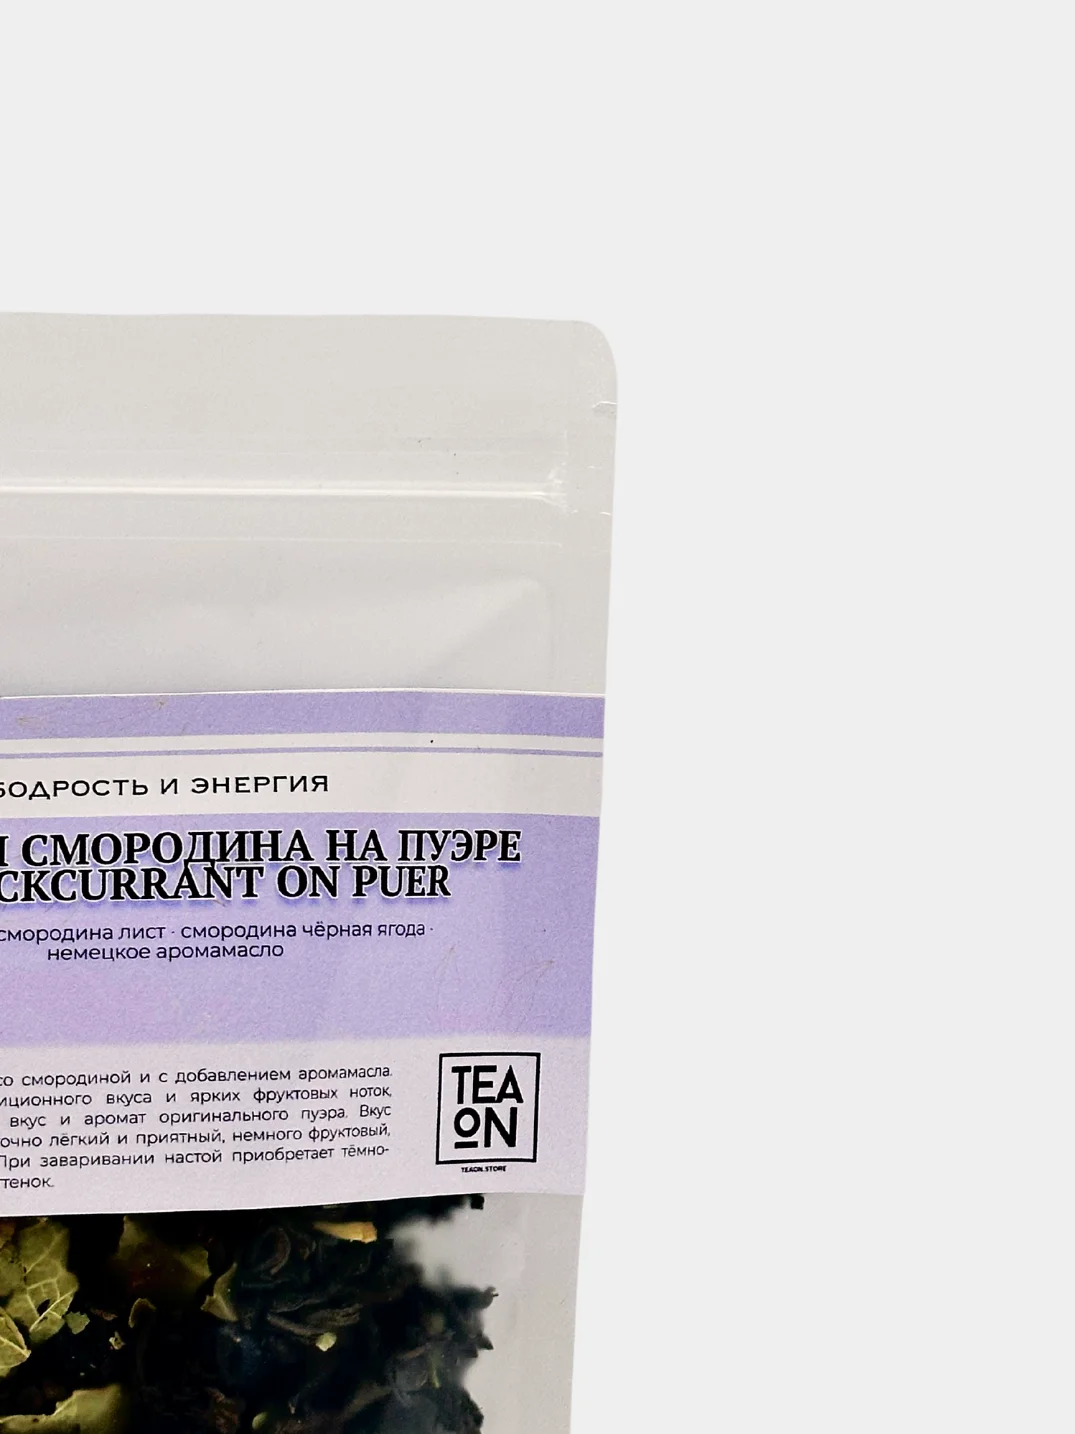 БОДРОСТЬ И ЭНЕРГИЯ
СМОРОДИНА НА ПУЭРЕ
CKCURRANT ON PUER
смородина лист · смородина чёрная ягода ·
немецкое аромамасло
со смородиной и с добавлением аромамасла.
иционного вкуса и ярких фруктовых ноток,
вкус и аромат оригинального пуэра. Вкус
очно лёгкий и приятный, немного фруктовый,
При заваривании настой приобретает тёмно-
тенок.
TEA
ON
TEAON.STORE